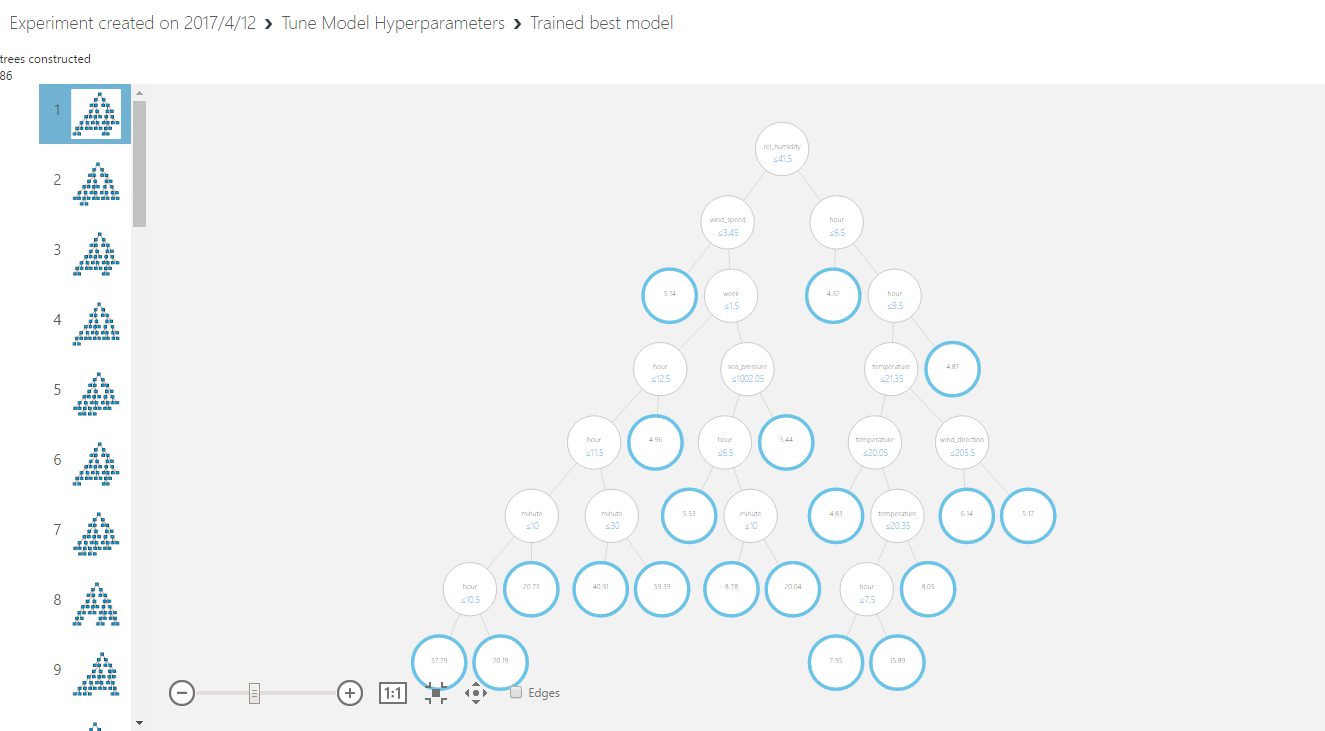 Experiment created on 2017/4/12 › Tune Model Hyperparameters › Trained best model
trees constructed
86
1
2
3
4
5
6
7
8
9
rel_humidity
≤41.5
wind_speed
≤3.45
hour
≤6.5
5.14
week
≤1.5
4.32
hour
≤9.5
hour
≤12.5
sea_pressure
≤1002.05
temperature
≤21.35
4.87
hour
≤11.5
4.96
hour
≤6.5
5.44
temperature
≤20.05
wind_direction
≤205.5
minute
≤10
minute
≤30
5.53
minute
≤10
4.83
temperature
≤20.35
6.14
5.17
hour
≤10.5
20.73
40.91
59.39
8.78
20.04
hour
≤7.5
8.05
37.79
20.19
7.95
15.89
1:1
Edges